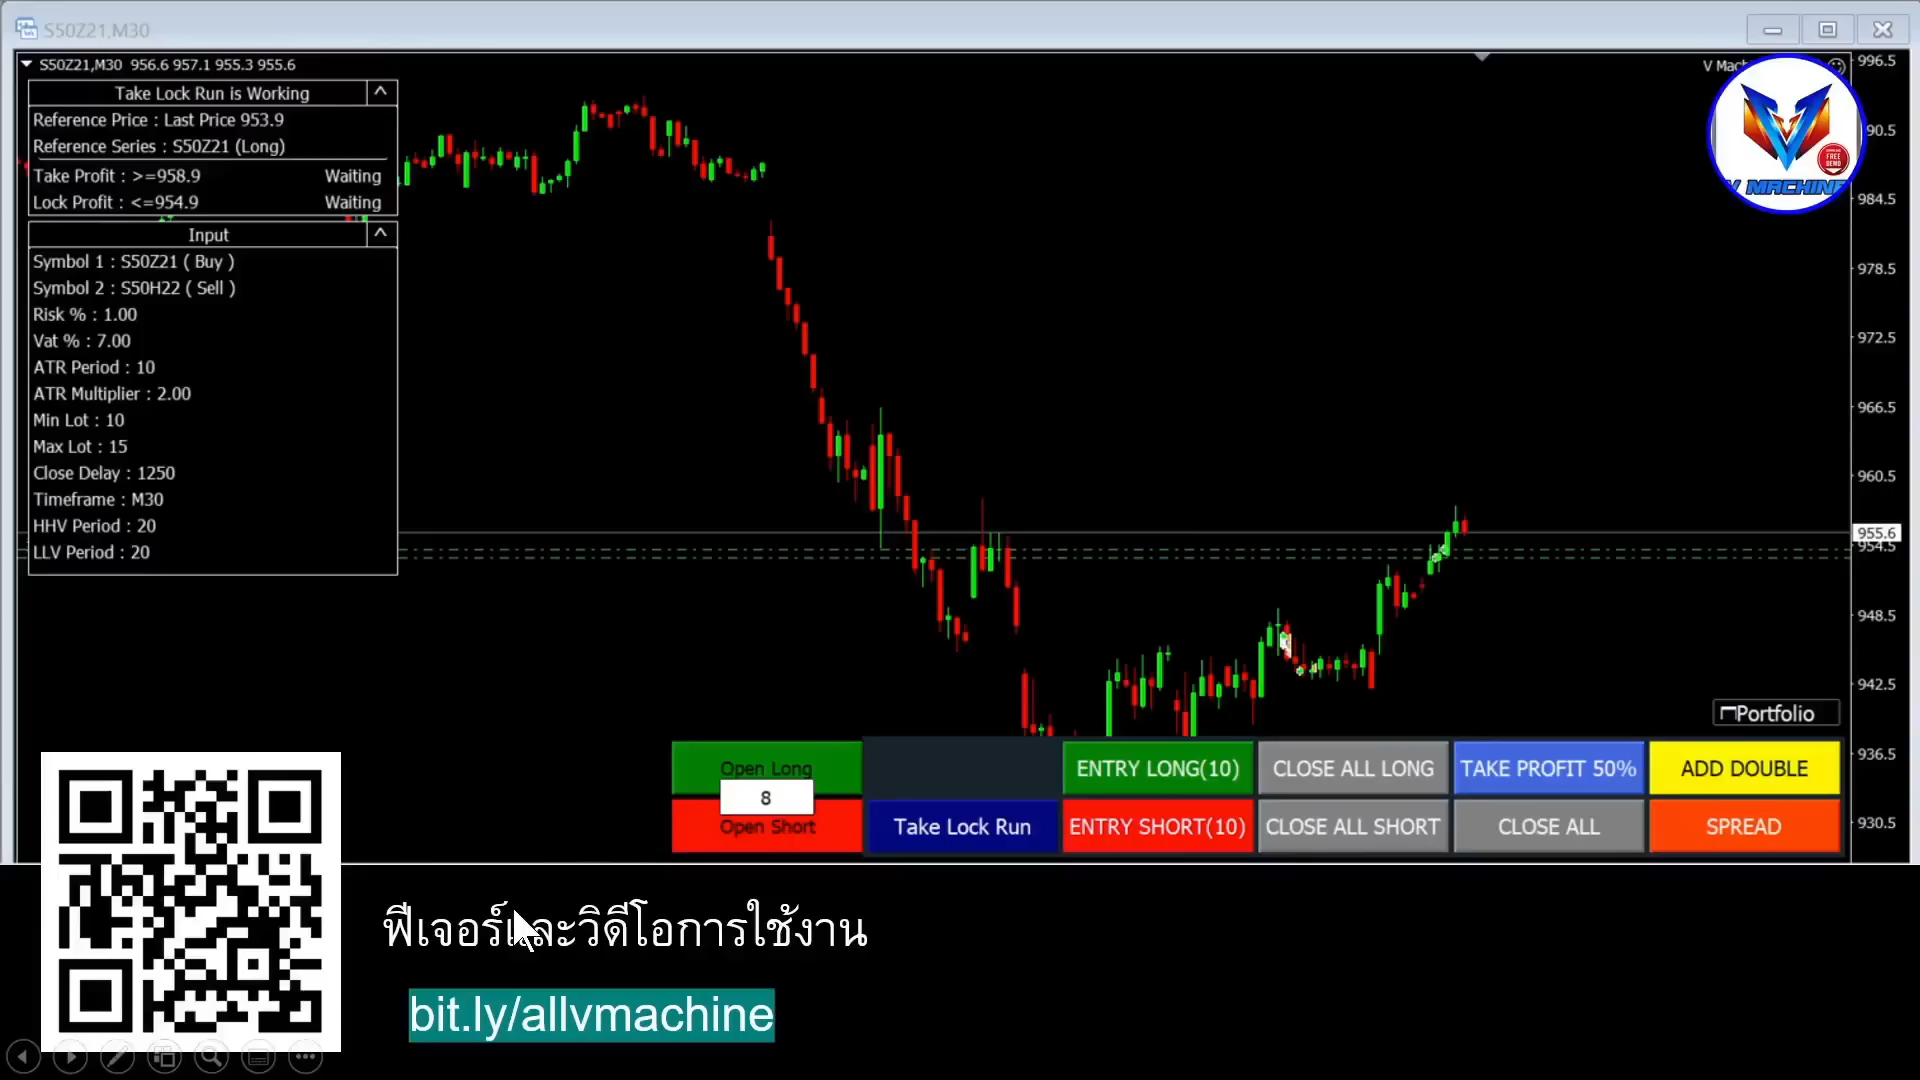 S50Z21,M30
S50Z21,M30 956.6 957.1 955.3 955.6
V Mac
Take Lock Run is Working
Reference Price : Last Price 953.9
Reference Series : S50Z21 (Long)
Take Profit : >=958.9 Waiting
Lock Profit : <=954.9 Waiting
Input
Symbol 1 : S50Z21 ( Buy )
Symbol 2 : S50H22 ( Sell )
Risk % : 1.00
Vat % : 7.00
ATR Period : 10
ATR Multiplier : 2.00
Min Lot : 10
Max Lot : 15
Close Delay : 1250
Timeframe : M30
HHV Period : 20
LLV Period : 20
FREE
DEMO
V MACHINE
996.5
90.5
984.5
978.5
972.5
966.5
960.5
955.6
954.5
948.5
942.5
936.5
930.5
Portfolio
Open Long
8
Open Short
Take Lock Run
ENTRY LONG(10)
CLOSE ALL LONG
TAKE PROFIT 50%
ADD DOUBLE
ENTRY SHORT(10)
CLOSE ALL SHORT
CLOSE ALL
SPREAD
ฟีเจอร์และวิดีโอการใช้งาน
bit.ly/allvmachine